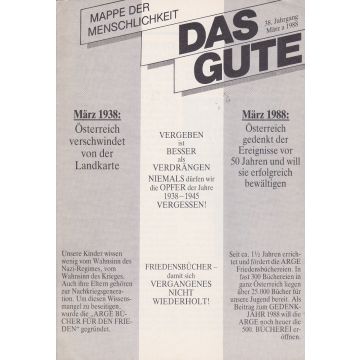 MAPPE DER
MENSCHLICHKEIT
DAS
GUTE
38. Jahrgang
März a 1988
März 1938:
Österreich
verschwindet
von der
Landkarte
VERGEBEN
ist
BESSER
als
VERDRÄNGEN
NIEMALS dürfen wir
die OPFER der Jahre
1938 – 1945
VERGESSEN!
März 1988:
Österreich
gedenkt der
Ereignisse vor
50 Jahren und will
sie erfolgreich
bewältigen
Unsere Kinder wissen
wenig vom Wahnsinn des
Nazi-Regimes, vom
Wahnsinn des Krieges.
Auch ihre Eltern gehören
zur Nachkriegsgenera-
tion. Um diesen Wissens-
mangel zu beseitigen,
wurde die „ARGE BÜ-
CHER FÜR DEN FRIE-
DEN“ gegründet.
FRIEDENSBÜCHER –
damit sich
VERGANGENES
NICHT
WIEDERHOLT!
Seit ca. 1½ Jahren errich-
tet und fördert die ARGE
Friedensbüchereien. In
fast 300 Büchereien in
ganz Österreich liegen
über 25.000 Bücher für
unsere Jugend bereit. Als
Beitrag zum GEDENK-
JAHR 1988 will die
ARGE noch heuer die
500. BÜCHEREI er-
öffnen.